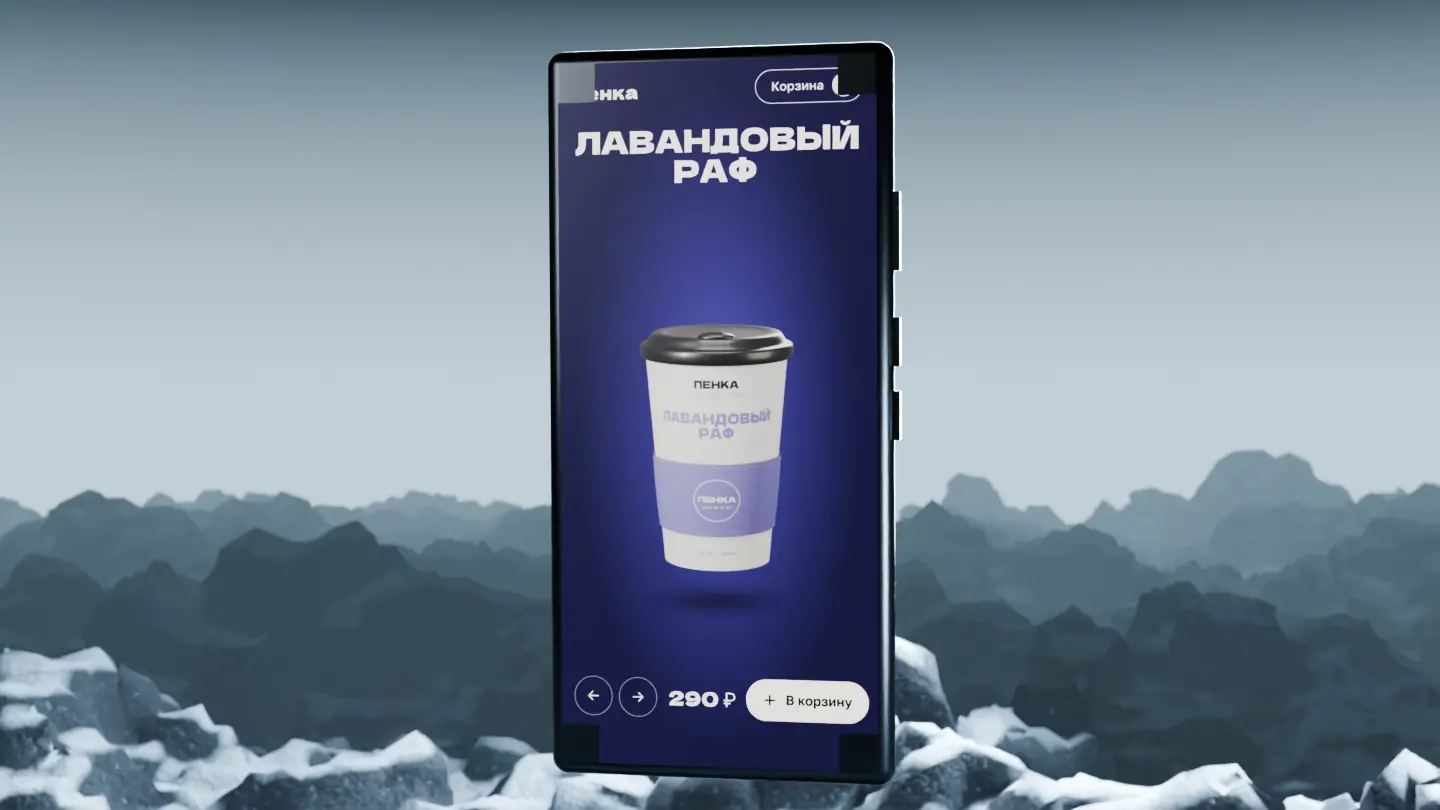 енка
Корзина
ЛАВАНДОВЫЙ
РАФ
ПЕНКА
ЛАВАНДОВЫЙ
РАФ
ПЕНКА
290 ₽
+ В корзину